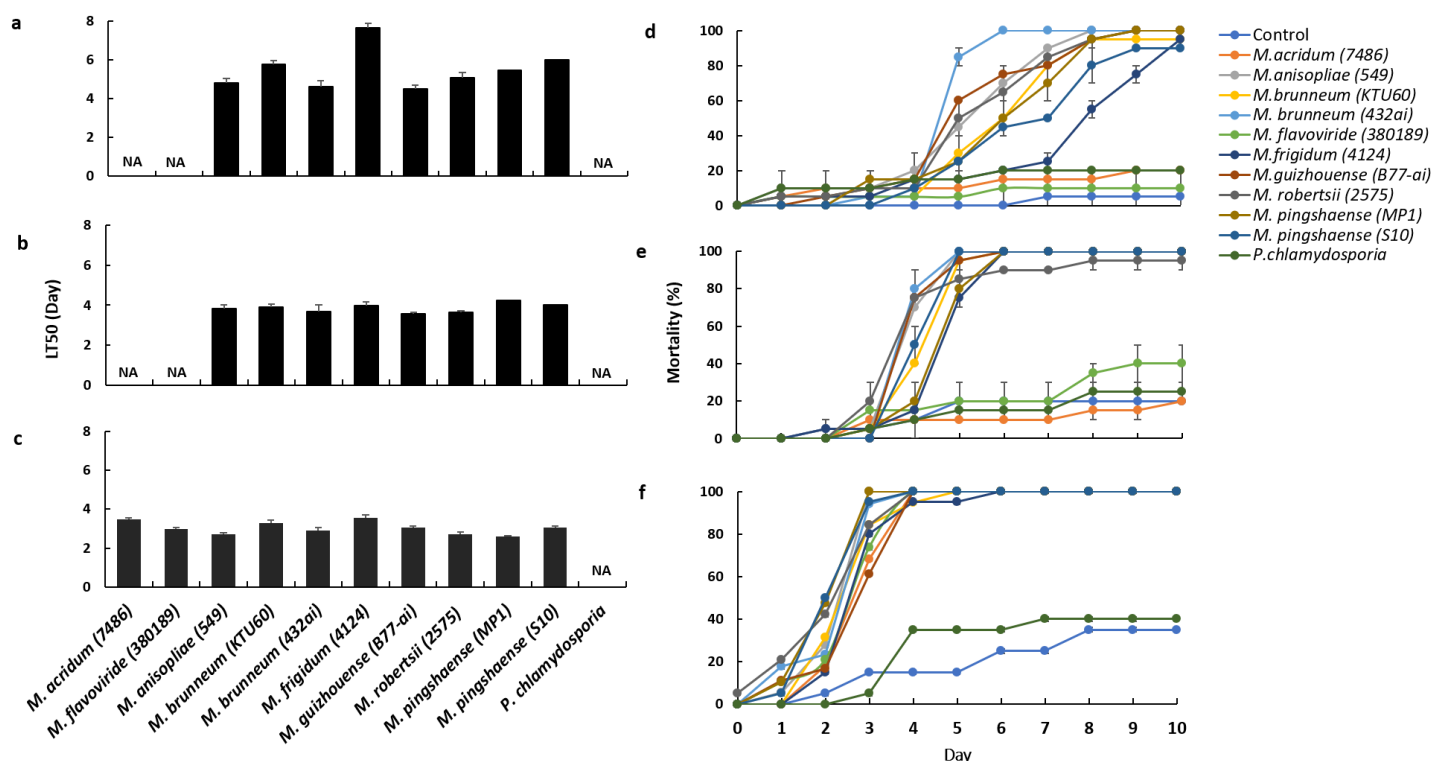 a
8
6
4
2
0
NA
NA
NA
b
LT50 (Day)
8
6
4
2
0
NA
NA
NA
c
8
6
4
2
0
NA
M. acridum (7486)
M. flavoviride (380189)
M. anisopliae (549)
M. brunneum (KTU60)
M. brunneum (432ai)
M. frigidum (4124)
M. guizhouense (B77-ai)
M. robertsii (2575)
M. pingshaense (MP1)
M. pingshaense (S10)
P. chlamydosporia
d
100
80
60
40
20
0
e
Mortality (%)
100
80
60
40
20
0
f
100
80
60
40
20
0
0 1 2 3 4 5 6 7 8 9 10
Day
Control
M.acridum (7486)
M.anisopliae (549)
M.brunneum (KTU60)
M. brunneum (432ai)
M. flavoviride (380189)
M.frigidum (4124)
M.guizhouense (B77-ai)
M. robertsii (2575)
M. pingshaense (MP1)
M. pingshaense (S10)
P.chlamydosporia